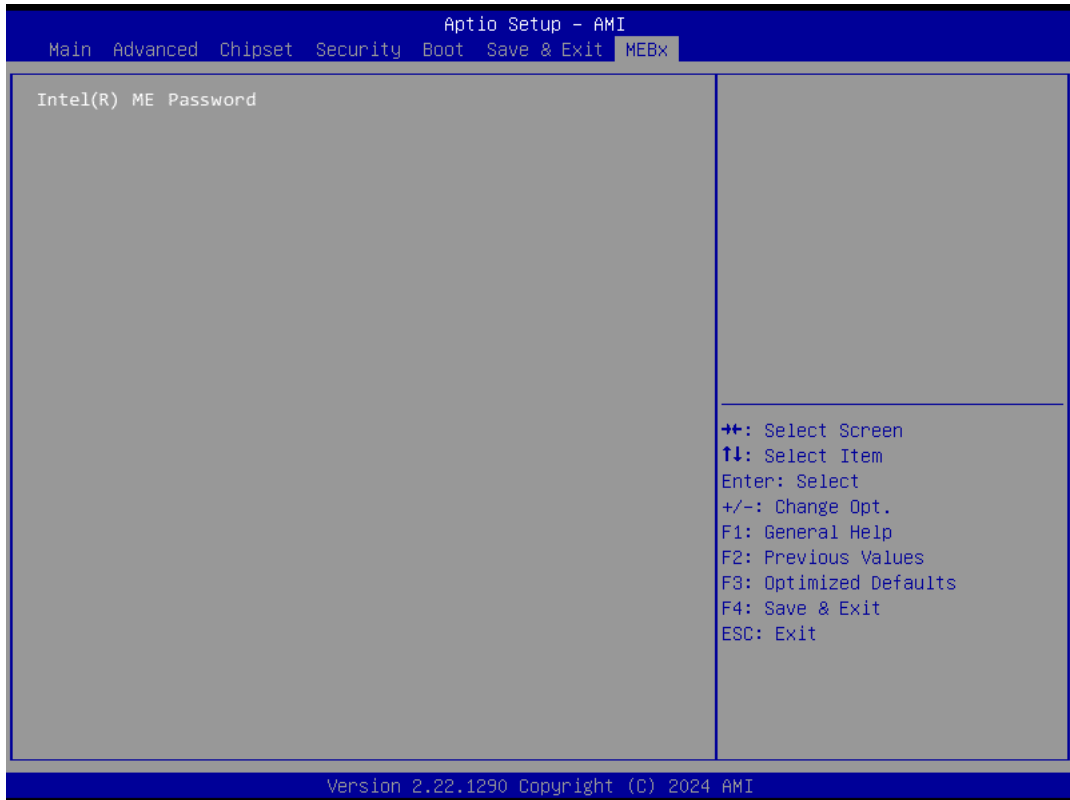 Aptio Setup – AMI
Main Advanced Chipset Security Boot Save & Exit MEBx
Intel(R) ME Password
→←: Select Screen
↑↓: Select Item
Enter: Select
+/-: Change Opt.
F1: General Help
F2: Previous Values
F3: Optimized Defaults
F4: Save & Exit
ESC: Exit
Version 2.22.1290 Copyright (C) 2024 AMI